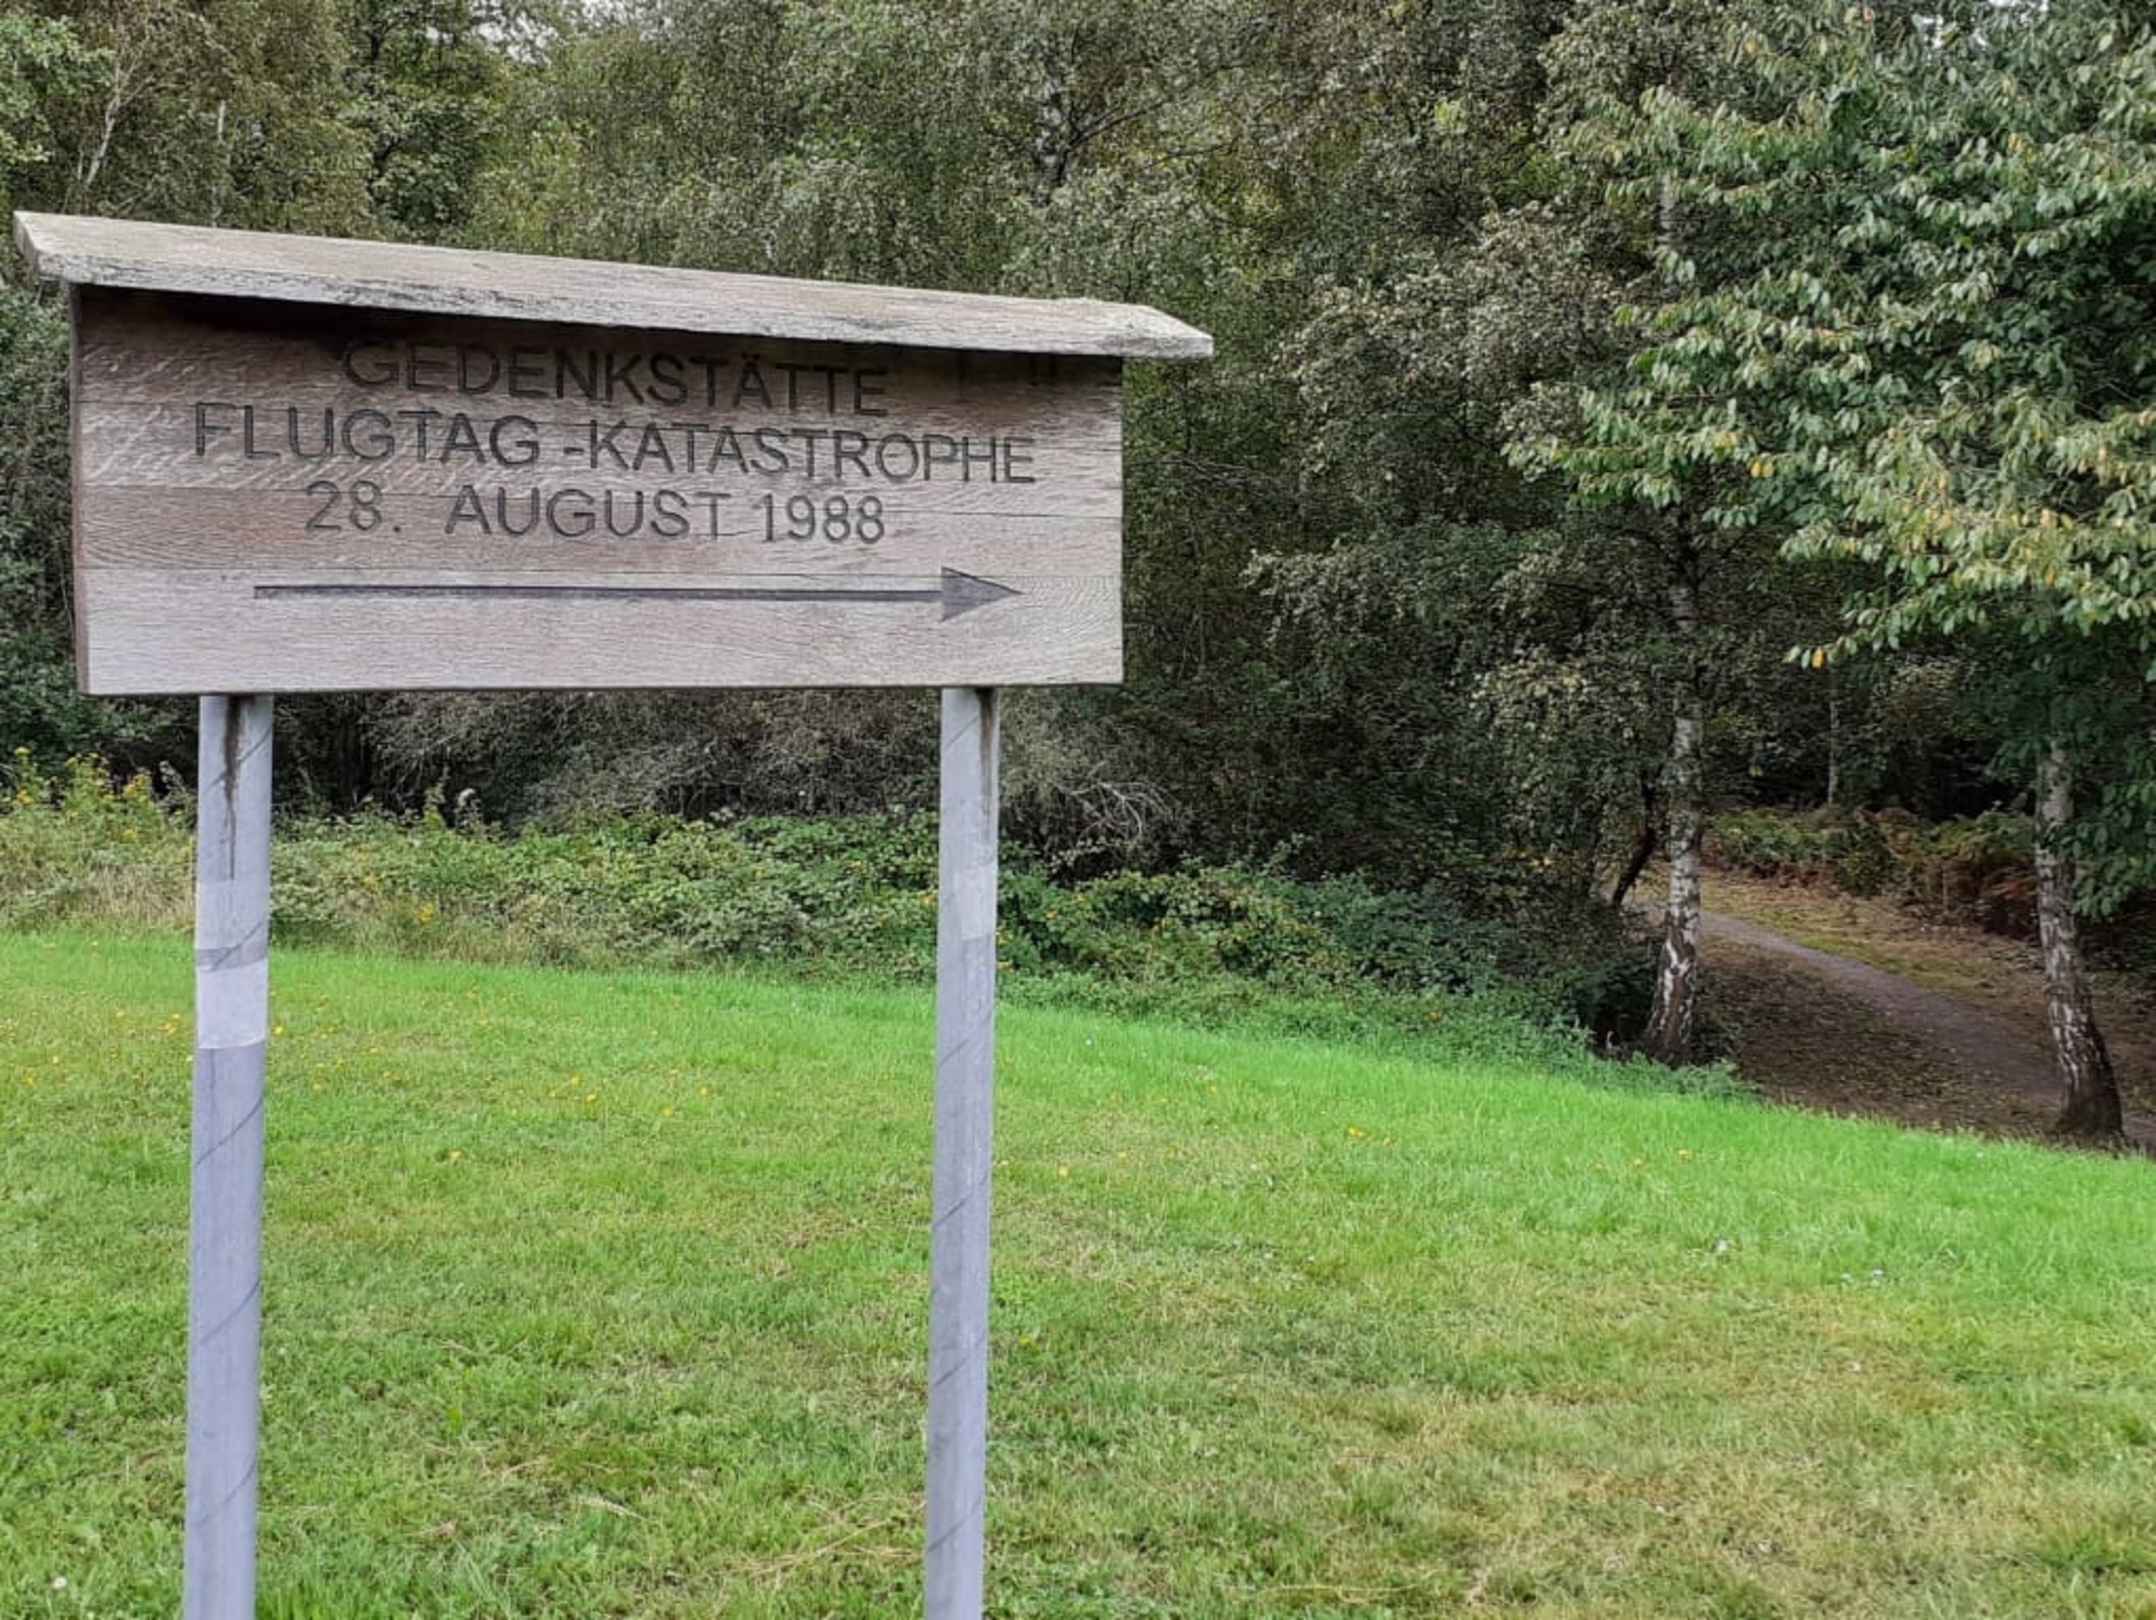 GEDENKSTÄTTE
FLUGTAG -KATASTROPHE
28. AUGUST 1988